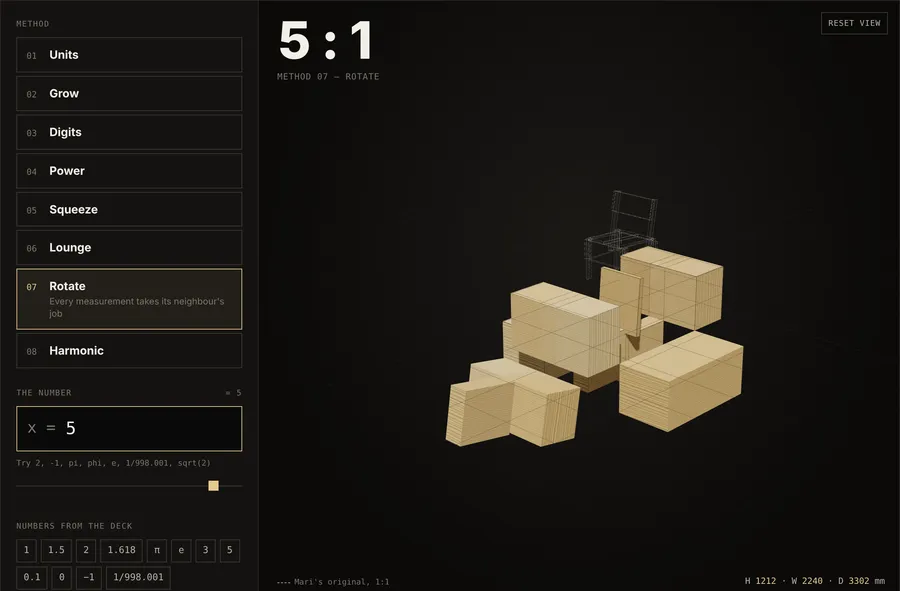 METHOD
01 Units
02 Grow
03 Digits
04 Power
05 Squeeze
06 Lounge
07 Rotate
Every measurement takes its neighbour's
job
08 Harmonic
THE NUMBER = 5
x = 5
Try 2, -1, pi, phi, e, 1/998.001, sqrt(2)
NUMBERS FROM THE DECK
1 1.5 2 1.618 π e 3 5
0.1 0 −1 1/998.001
5:1
METHOD 07 — ROTATE
RESET VIEW
Mari's original, 1:1
H 1212 · W 2240 · D 3302 mm